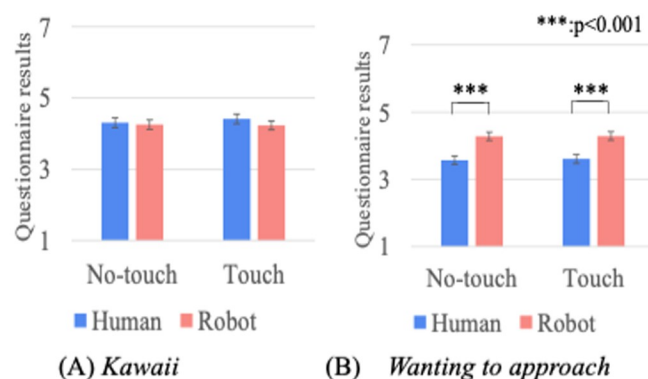 7
5
3
1
Questionnaire results
No-touch
Touch
Human
Robot
(A) Kawaii
***:p<0.001
7
5
3
1
Questionnaire results
***
***
No-touch
Touch
Human
Robot
(B) Wanting to approach